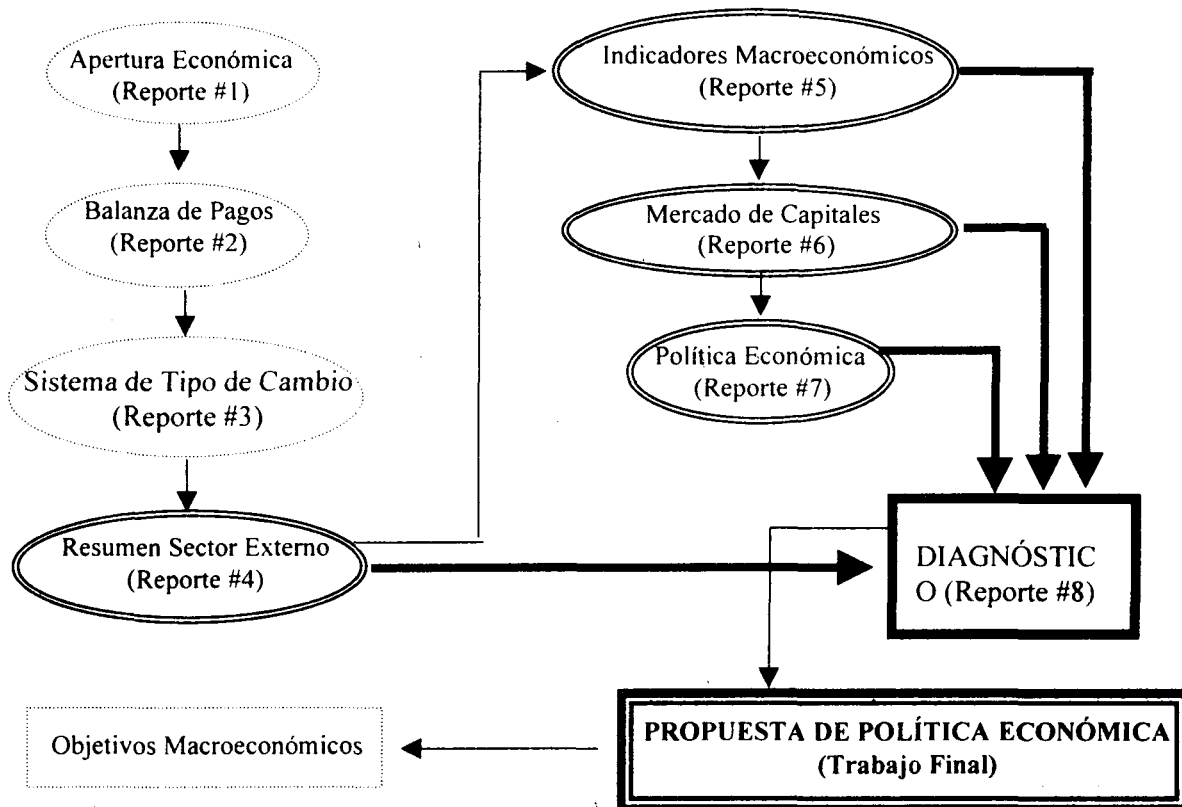 Apertura Económica
(Reporte #1)
Balanza de Pagos
(Reporte #2)
Sistema de Tipo de Cambio
(Reporte #3)
Resumen Sector Externo
(Reporte #4)
Indicadores Macroeconómicos
(Reporte #5)
Mercado de Capitales
(Reporte #6)
Política Económica
(Reporte #7)
DIAGNÓSTIC
O (Reporte #8)
PROPUESTA DE POLÍTICA ECONÓMICA
(Trabajo Final)
Objetivos Macroeconómicos